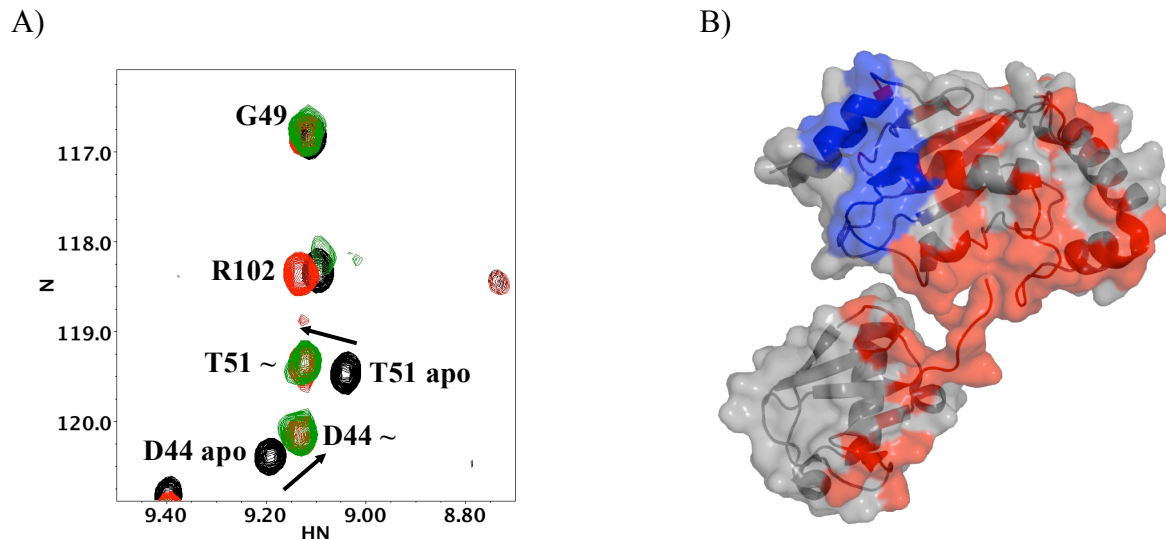 A)
B)
G49
117.0
118.0
R102
N
119.0
T51 ~
T51 apo
120.0
D44 ~
D44 apo
9.40
9.20
9.00
8.80
HN